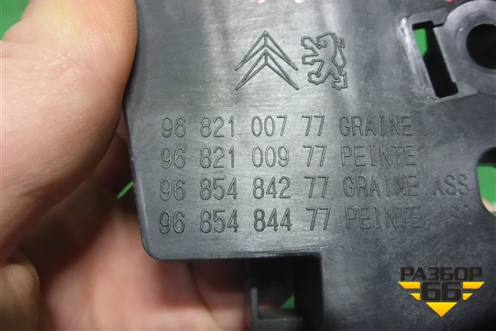 96 821 007 77 GRAINE
96 821 009 77 PEINTE
96 854 842 77 GRAINE ASS
96 854 844 77 PEINTE ASS
РАЗБОР
66